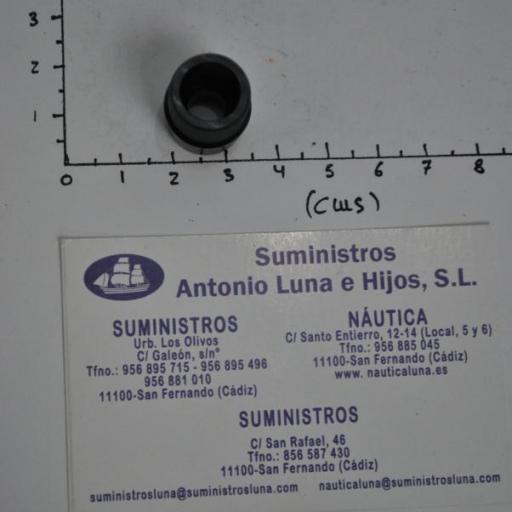 3
2
1
0 1 2 3 4 5 6 7 8
(cms)
Suministros
Antonio Luna e Hijos, S.L.
SUMINISTROS
Urb. Los Olivos
C/ Galeón, s/nº
Tfno.: 956 895 715 - 956 895 496
956 881 010
11100-San Fernando (Cádiz)
NÁUTICA
C/ Santo Entierro, 12-14 (Local, 5 y 6)
Tfno.: 956 885 045
11100-San Fernando (Cádiz)
www. nauticaluna.es
SUMINISTROS
C/ San Rafael, 46
Tfno.: 856 587 430
11100-San Fernando (Cádiz)
suministrosluna@suministrosluna.com nauticaluna@suministrosluna.com